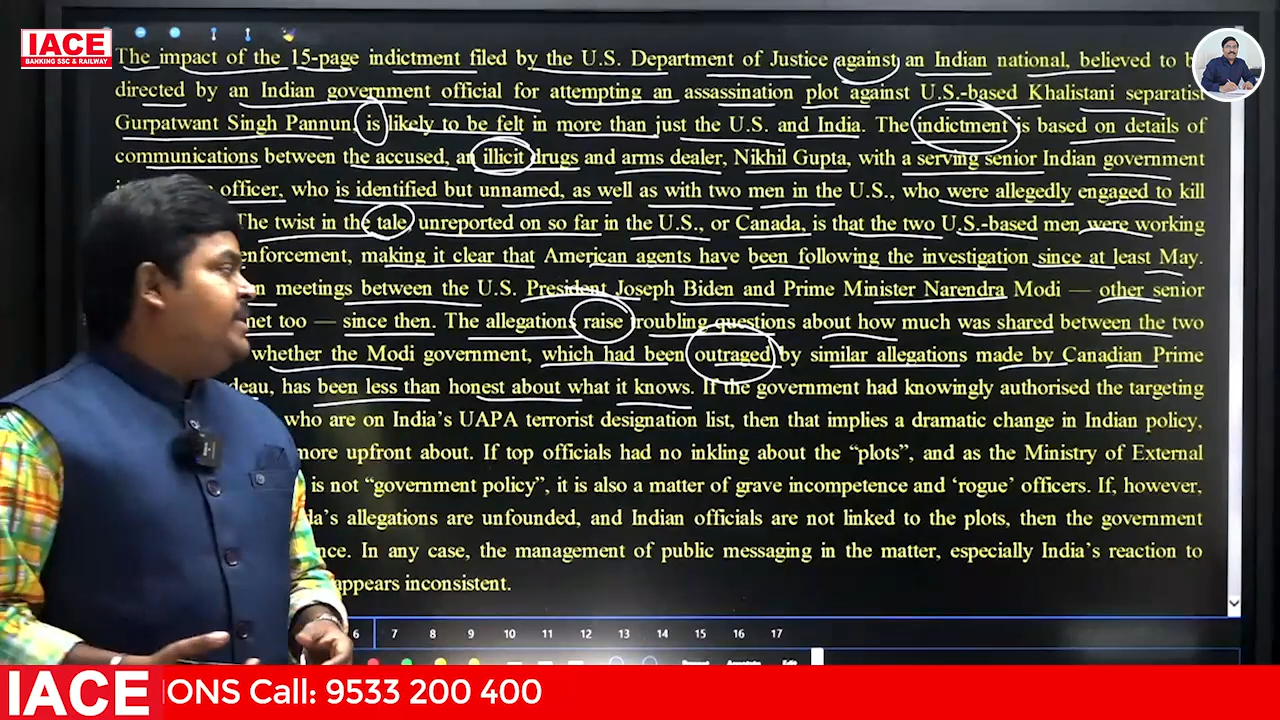 IACE
BANKING SSC & RAILWAY
The impact of the 15-page indictment filed by the U.S. Department of Justice against an Indian national, believed to
directed by an Indian government official for attempting an assassination plot against U.S.-based Khalistani separatist
Gurpatwant Singh Pannun, is likely to be felt in more than just the U.S. and India. The indictment is based on details of
communications between the accused, an illicit drugs and arms dealer, Nikhil Gupta, with a serving senior Indian government
officer, who is identified but unnamed, as well as with two men in the U.S., who were allegedly engaged to kill
The twist in the tale, unreported on so far in the U.S., or Canada, is that the two U.S.-based men were working
enforcement, making it clear that American agents have been following the investigation since at least May.
meetings between the U.S. President Joseph Biden and Prime Minister Narendra Modi — other senior
met too — since then. The allegations raise troubling questions about how much was shared between the two
whether the Modi government, which had been outraged by similar allegations made by Canadian Prime
has been less than honest about what it knows. If the government had knowingly authorised the targeting
who are on India's UAPA terrorist designation list, then that implies a dramatic change in Indian policy,
more upfront about. If top officials had no inkling about the "plots", and as the Ministry of External
is not "government policy", it is also a matter of grave incompetence and 'rogue' officers. If, however,
allegations are unfounded, and Indian officials are not linked to the plots, then the government
In any case, the management of public messaging in the matter, especially India's reaction to
appears inconsistent.
6 7 8 9 10 11 12 13 14 15 16 17
IACE IONS Call: 9533 200 400